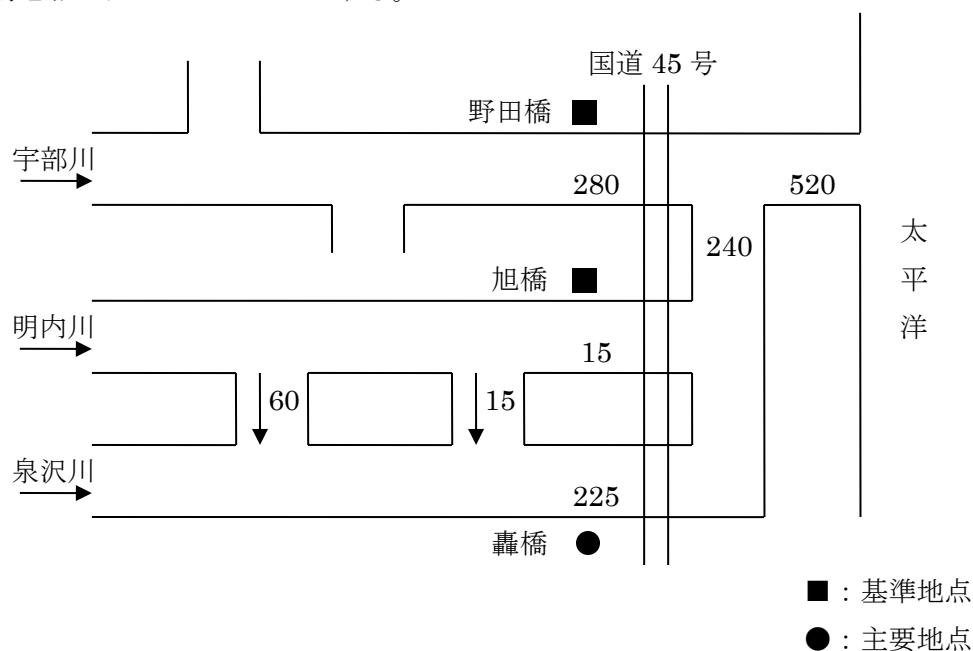 国道 45 号
野田橋 ■
宇部川
280
520
240
太平洋
旭橋 ■
明内川
15
60
15
泉沢川
225
轟橋 ●
■：基準地点
●：主要地点